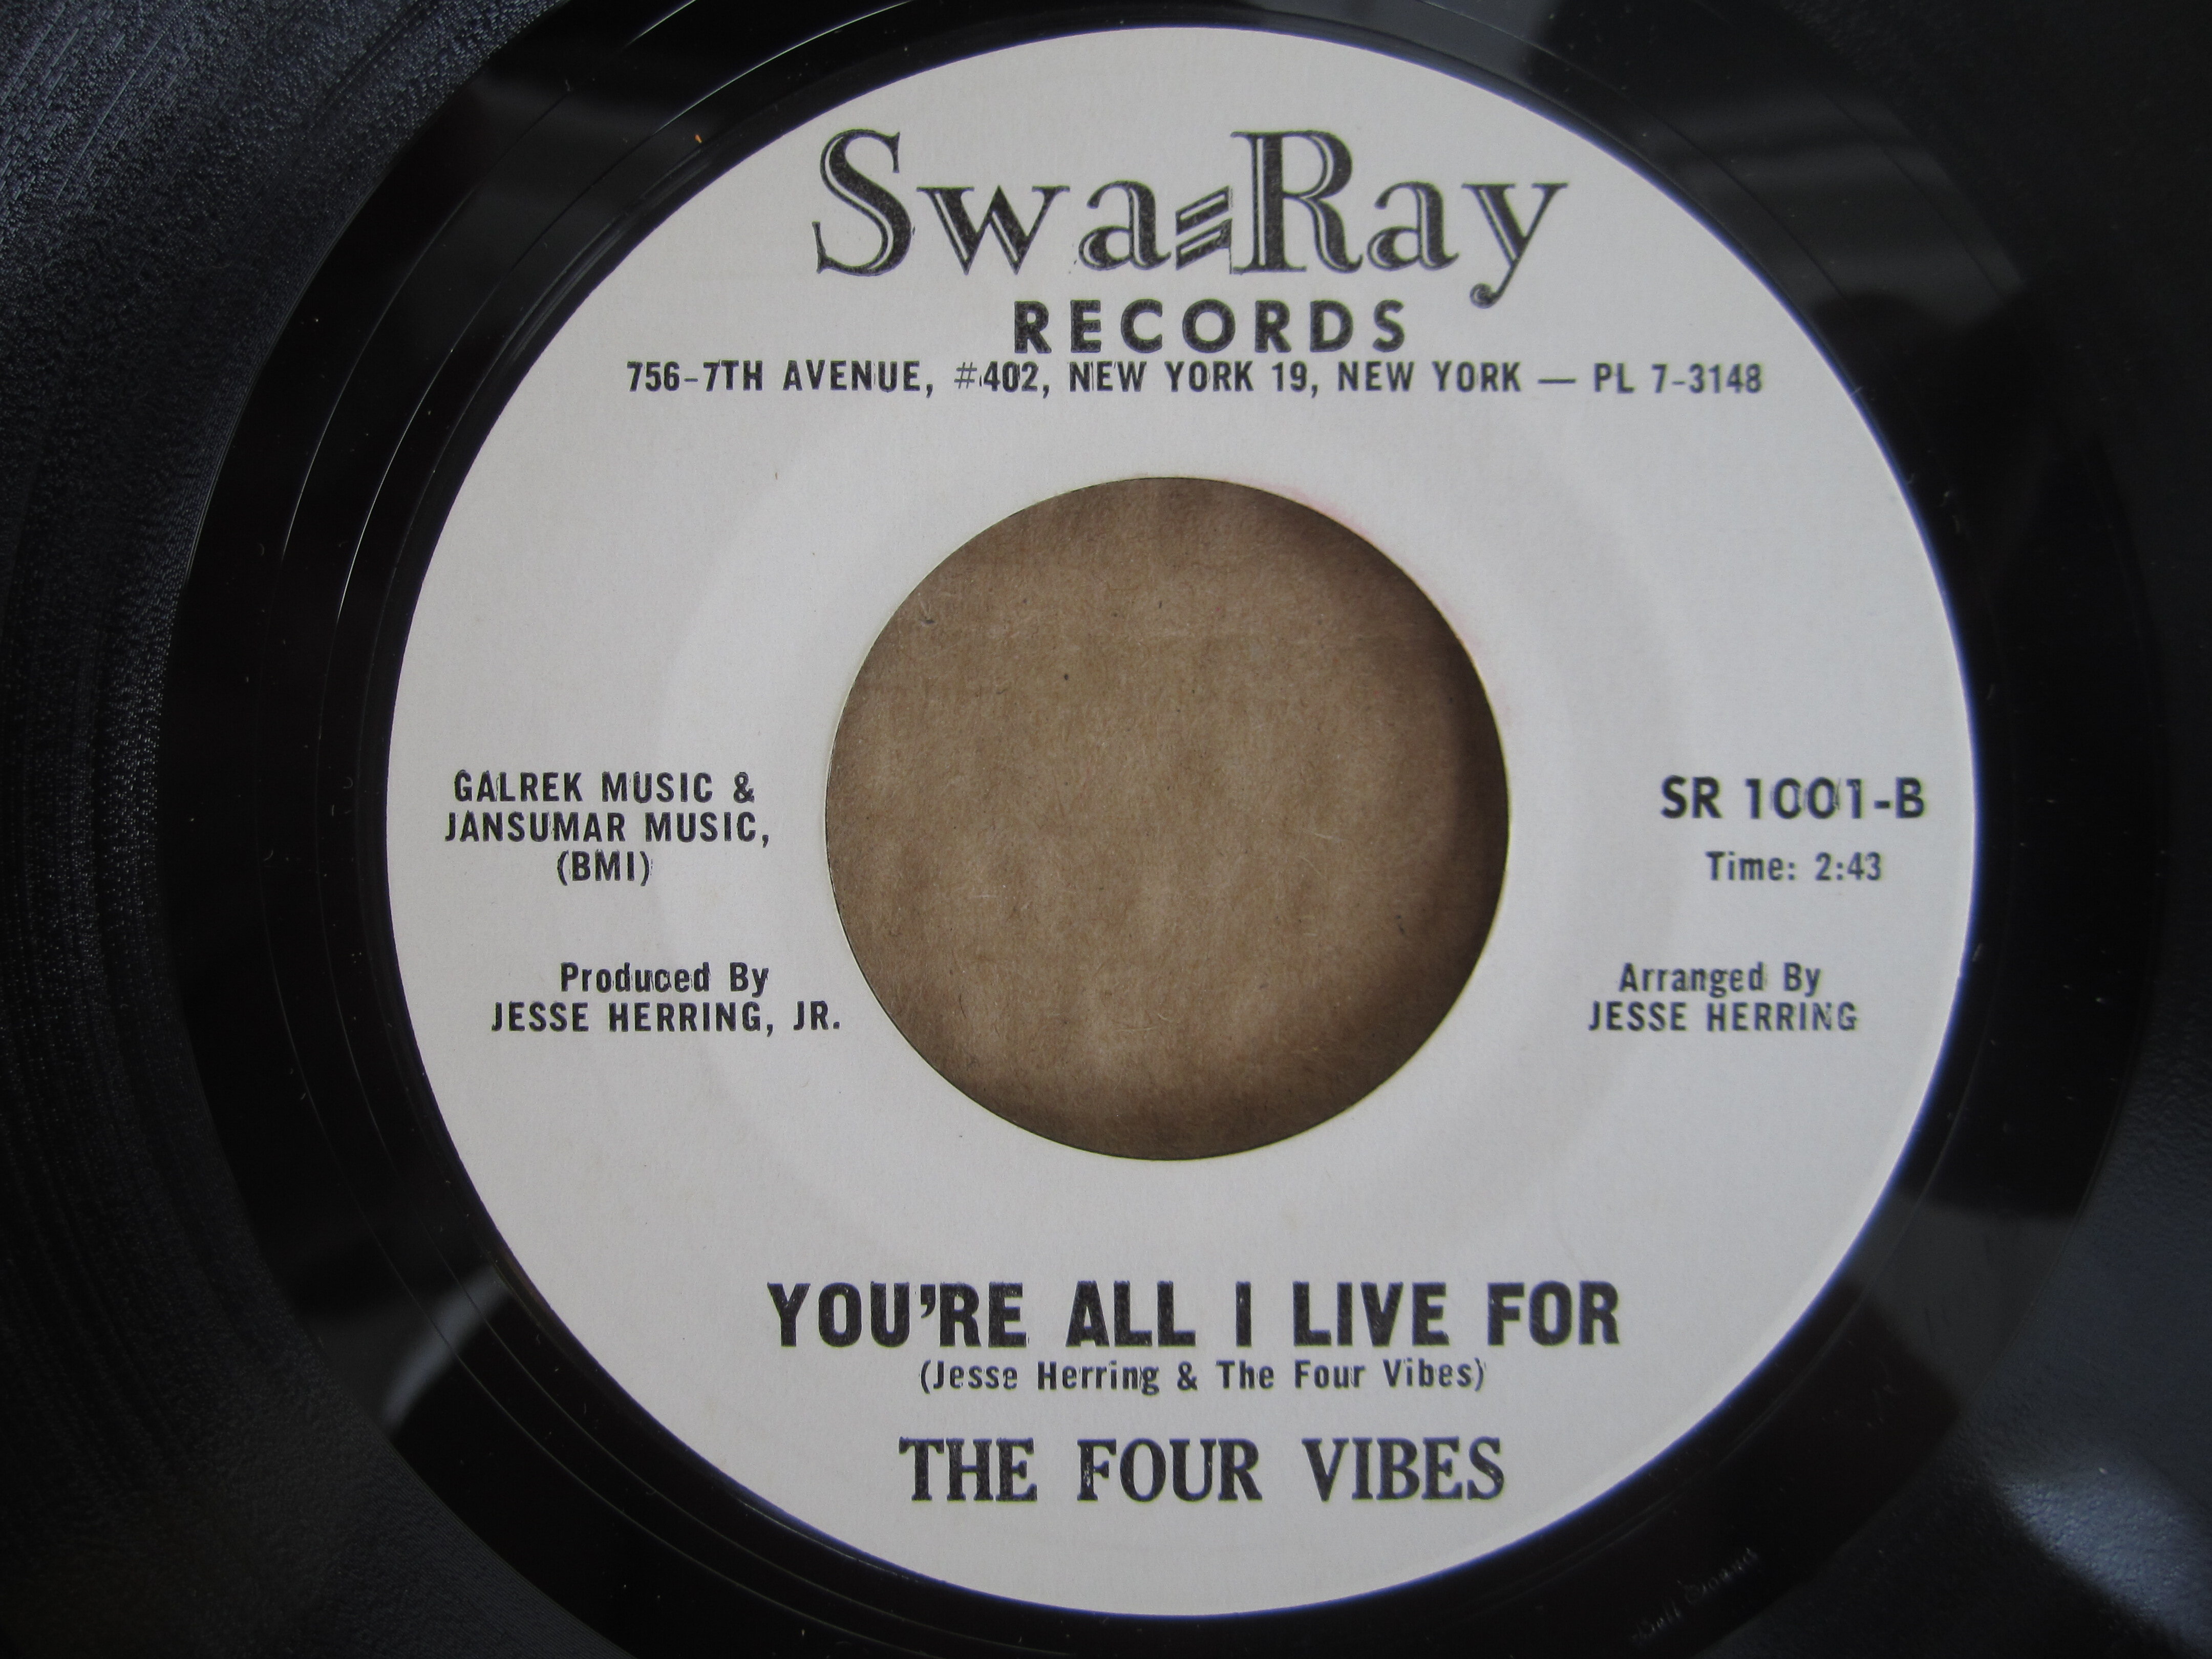 Swa-Ray
RECORDS
756-7TH AVENUE, #402, NEW YORK 19, NEW YORK — PL 7-3148
GALREK MUSIC &
JANSUMAR MUSIC,
(BMI)
Produced By
JESSE HERRING, JR.
SR 1001-B
Time: 2:43
Arranged By
JESSE HERRING
YOU'RE ALL I LIVE FOR
(Jesse Herring & The Four Vibes)
THE FOUR VIBES
Bell Sound